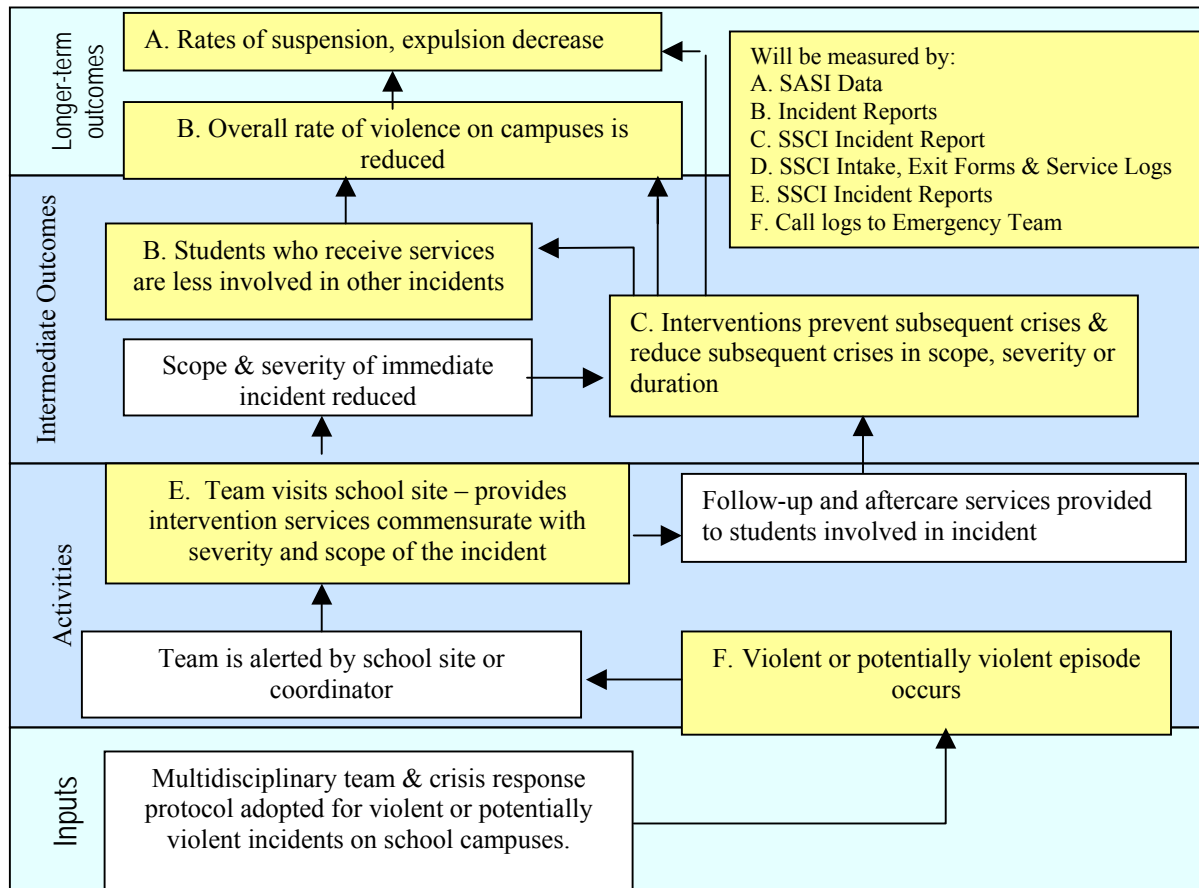 Longer-term
outcomes
A. Rates of suspension, expulsion decrease
B. Overall rate of violence on campuses is
reduced
Will be measured by:
A. SASI Data
B. Incident Reports
C. SSCI Incident Report
D. SSCI Intake, Exit Forms & Service Logs
E. SSCI Incident Reports
F. Call logs to Emergency Team
Intermediate Outcomes
B. Students who receive services
are less involved in other incidents
Scope & severity of immediate
incident reduced
C. Interventions prevent subsequent crises &
reduce subsequent crises in scope, severity or
duration
Activities
E. Team visits school site – provides
intervention services commensurate with
severity and scope of the incident
Follow-up and aftercare services provided
to students involved in incident
Team is alerted by school site or
coordinator
F. Violent or potentially violent episode
occurs
Inputs
Multidisciplinary team & crisis response
protocol adopted for violent or potentially
violent incidents on school campuses.